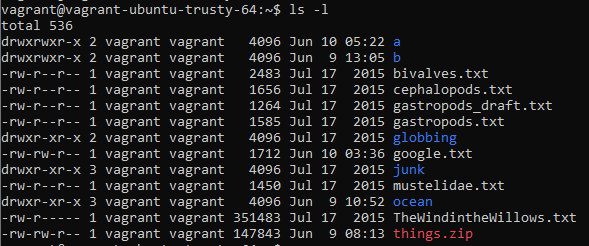 vagrant@vagrant-ubuntu-trusty-64:~$ ls -l
total 536
drwxrwxr-x 2 vagrant vagrant   4096 Jun 10 05:22 a
drwxrwxr-x 2 vagrant vagrant   4096 Jun  9 13:05 b
-rw-r--r-- 1 vagrant vagrant   2483 Jul 17  2015 bivalves.txt
-rw-r--r-- 1 vagrant vagrant   1656 Jul 17  2015 cephalopods.txt
-rw-r--r-- 1 vagrant vagrant   1264 Jul 17  2015 gastropods_draft.txt
-rw-r--r-- 1 vagrant vagrant   1585 Jul 17  2015 gastropods.txt
drwxr-xr-x 2 vagrant vagrant   4096 Jul 17  2015 globbing
-rw-rw-r-- 1 vagrant vagrant   1712 Jun 10 03:36 google.txt
drwxr-xr-x 3 vagrant vagrant   4096 Jul 17  2015 junk
-rw-r--r-- 1 vagrant vagrant   1450 Jul 17  2015 mustelidae.txt
drwxr-xr-x 3 vagrant vagrant   4096 Jun  9 10:52 ocean
-rw-r----- 1 vagrant vagrant 351483 Jul 17  2015 TheWindintheWillows.txt
-rw-rw-r-- 1 vagrant vagrant 147843 Jun  9 08:13 things.zip